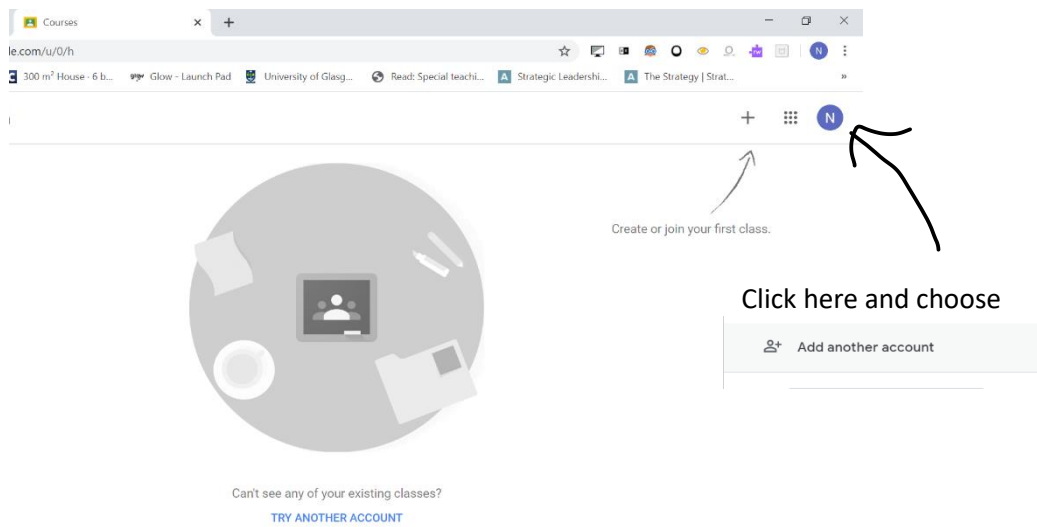 Courses
le.com/u/0/h
N
300 m² House - 6 b... Glow - Launch Pad University of Glasg... Read: Special teachi... A Strategic Leadershi... A The Strategy | Strat... »
N
Create or join your first class.
Click here and choose
Add another account
Can't see any of your existing classes?
TRY ANOTHER ACCOUNT